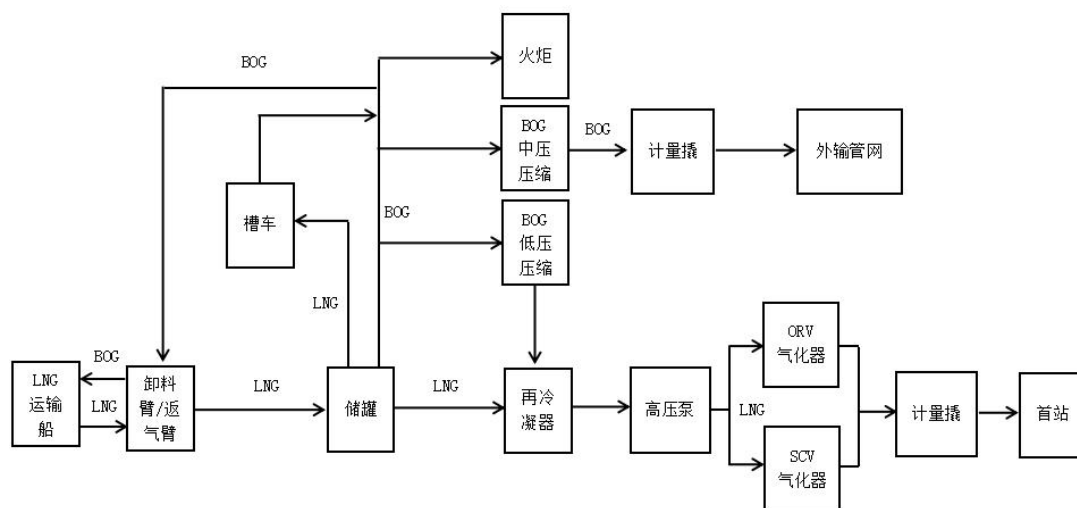 火炬
BOG
BOG
中压
压缩
BOG
计量撬
外输管网
槽车
BOG
BOG
低压
压缩
LNG
ORV
气化器
LNG
运输
船
BOG
LNG
卸料
臂/返
气臂
LNG
储罐
LNG
再冷
凝器
高压泵
LNG
计量撬
首站
SCV
气化器